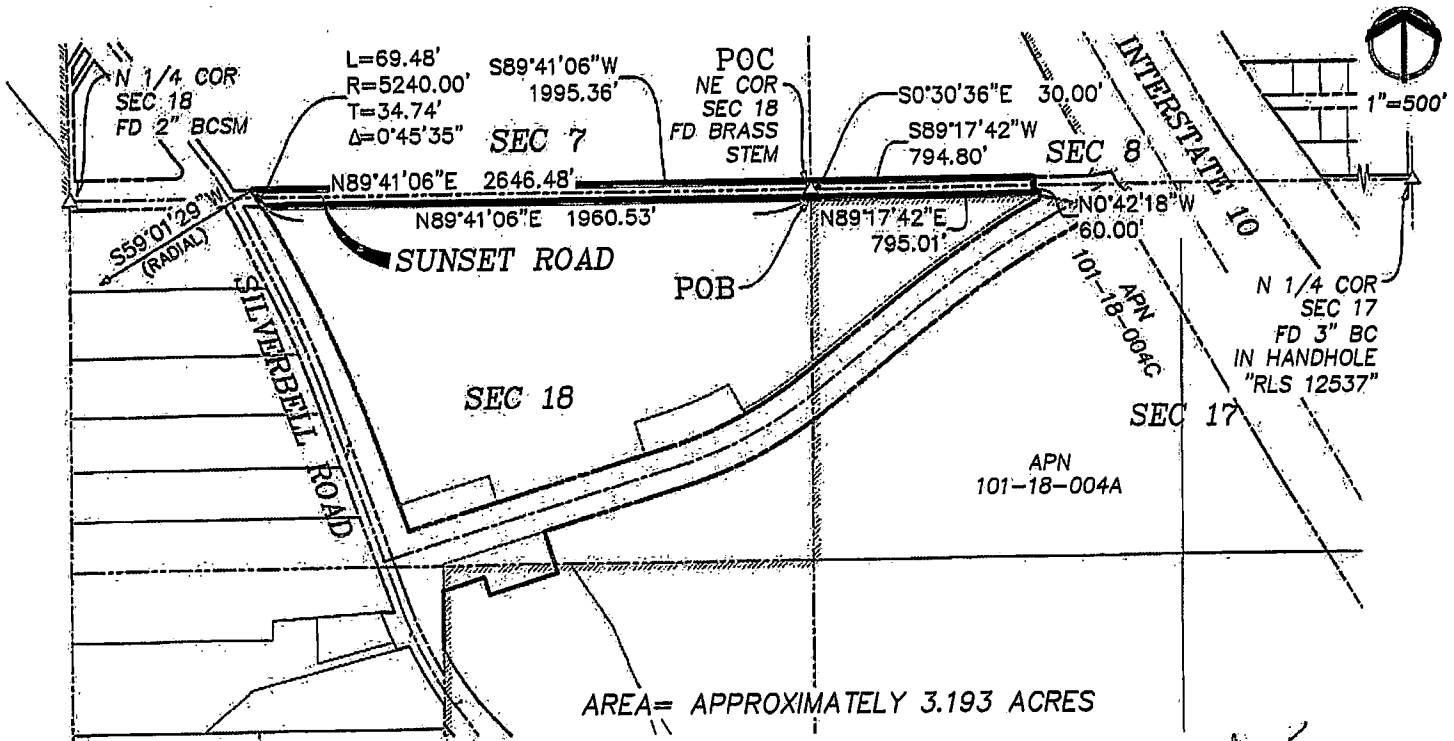 N 1/4 COR
SEC 18
FD 2" BCSM
L=69.48'
R=5240.00'
T=34.74'
Δ=0°45'35"
S89°41'06"W
1995.36'
SEC 7
POC
NE COR
SEC 18
FD BRASS
STEM
S0°30'36"E 30.00'
S89°17'42"W
794.80'
SEC 8
INTERSTATE 10
1"=500'
N89°41'06"E 2646.48'
N89°41'06"E 1960.53'
N89°17'42"E
795.01'
N0°42'18"W
60.00'
S59°01'29"W
(RADIAL)
SUNSET ROAD
POB
SILVERBELL ROAD
APN
101-18-004C
N 1/4 COR
SEC 17
FD 3" BC
IN HANDHOLE
"RLS 12537"
SEC 18
SEC 17
APN
101-18-004A
AREA= APPROXIMATELY 3.193 ACRES